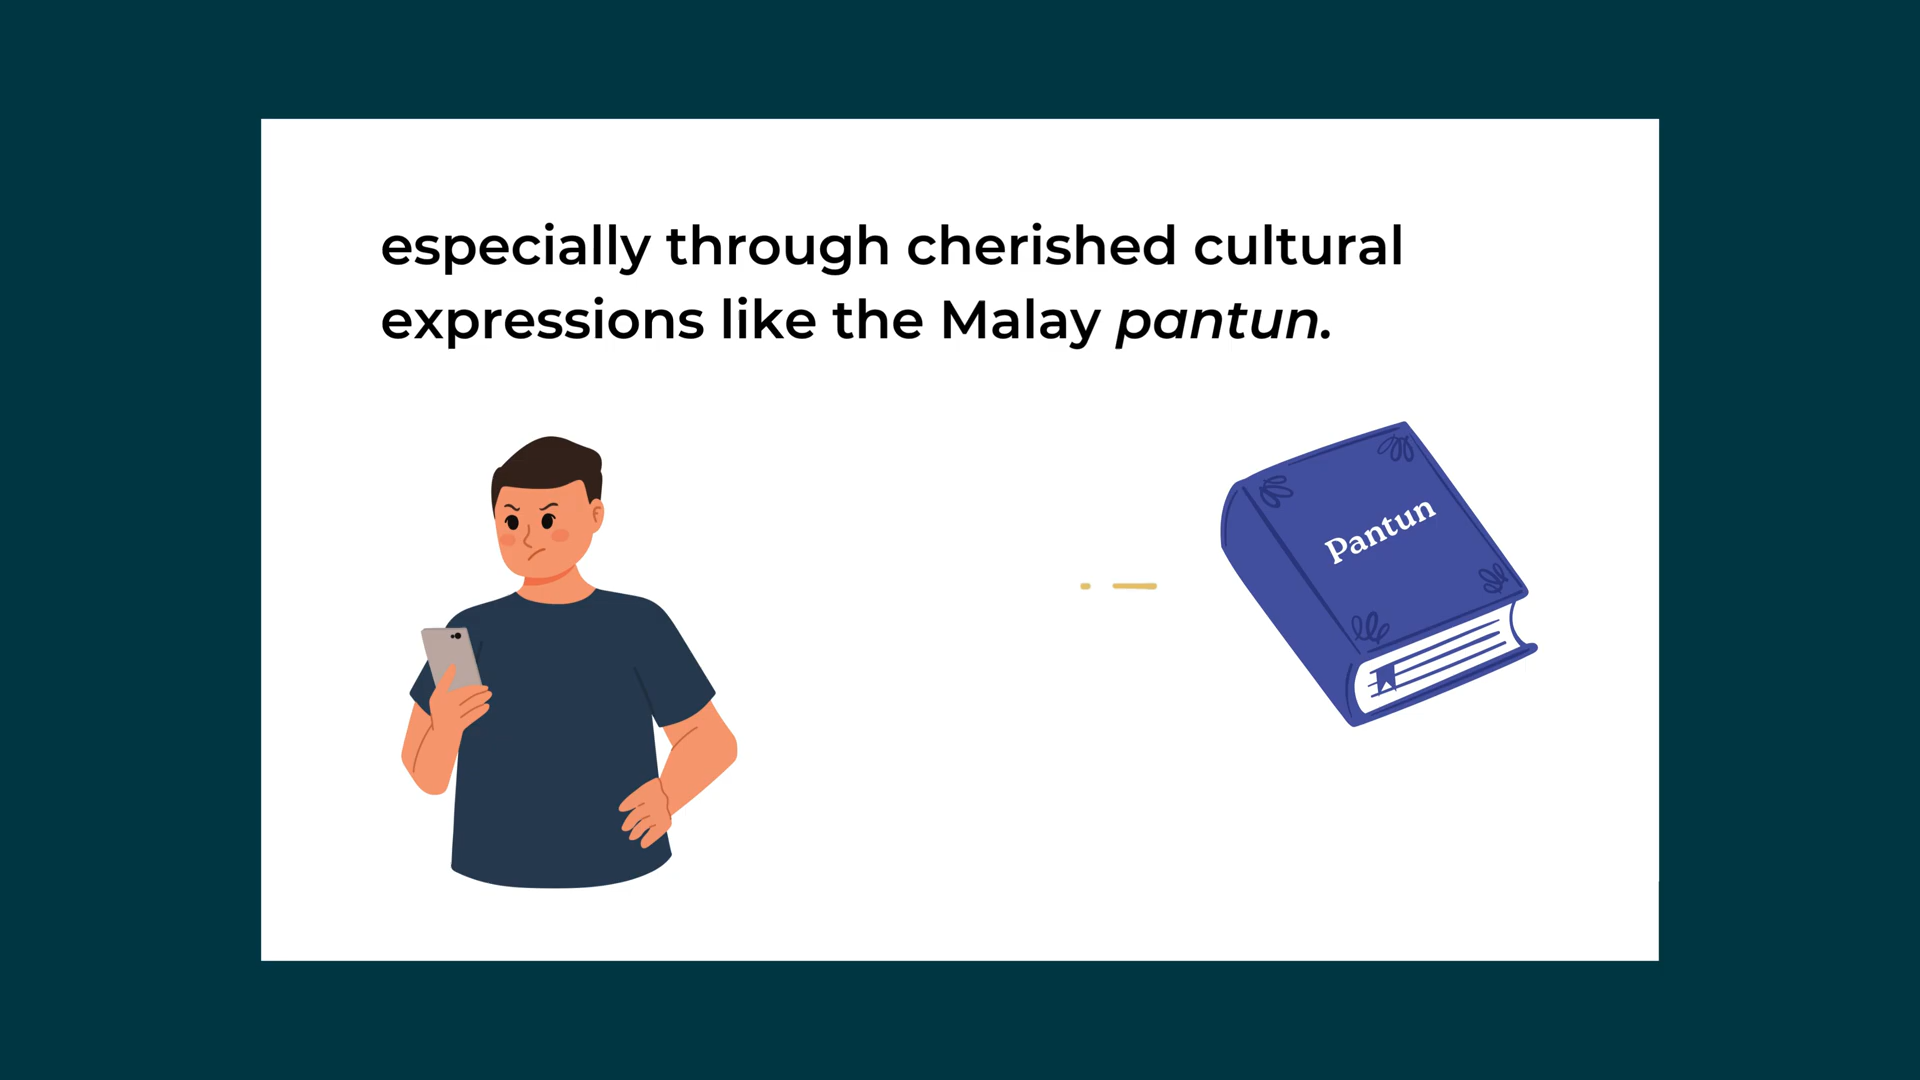 especially through cherished cultural
expressions like the Malay pantun.
Pantun